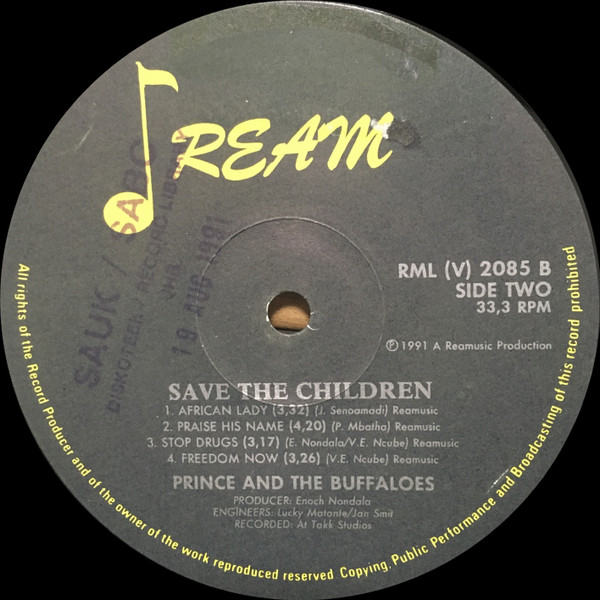 REAM
SAUK / SABC
DISKOTEEK RECORD LIBRARY
JHB
19 AUG 1991
RML (V) 2085 B
SIDE TWO
33,3 RPM
℗1991 A Reamusic Production
SAVE THE CHILDREN
1. AFRICAN LADY (3,32) (J. Senoamadi) Reamusic
2. PRAISE HIS NAME (4,20) (P. Mbatha) Reamusic
3. STOP DRUGS (3,17) (E. Nondala/V.E. Ncube) Reamusic
4. FREEDOM NOW (3,26) (V.E. Ncube) Reamusic
PRINCE AND THE BUFFALOES
PRODUCER: Enoch Nondala
ENGINEERS: Lucky Matonte/Jan Smit
RECORDED: At Takk Studios
All rights of the Record Producer and of the owner of the work reproduced reserved. Copying, Public Performance and Broadcasting of this record prohibited